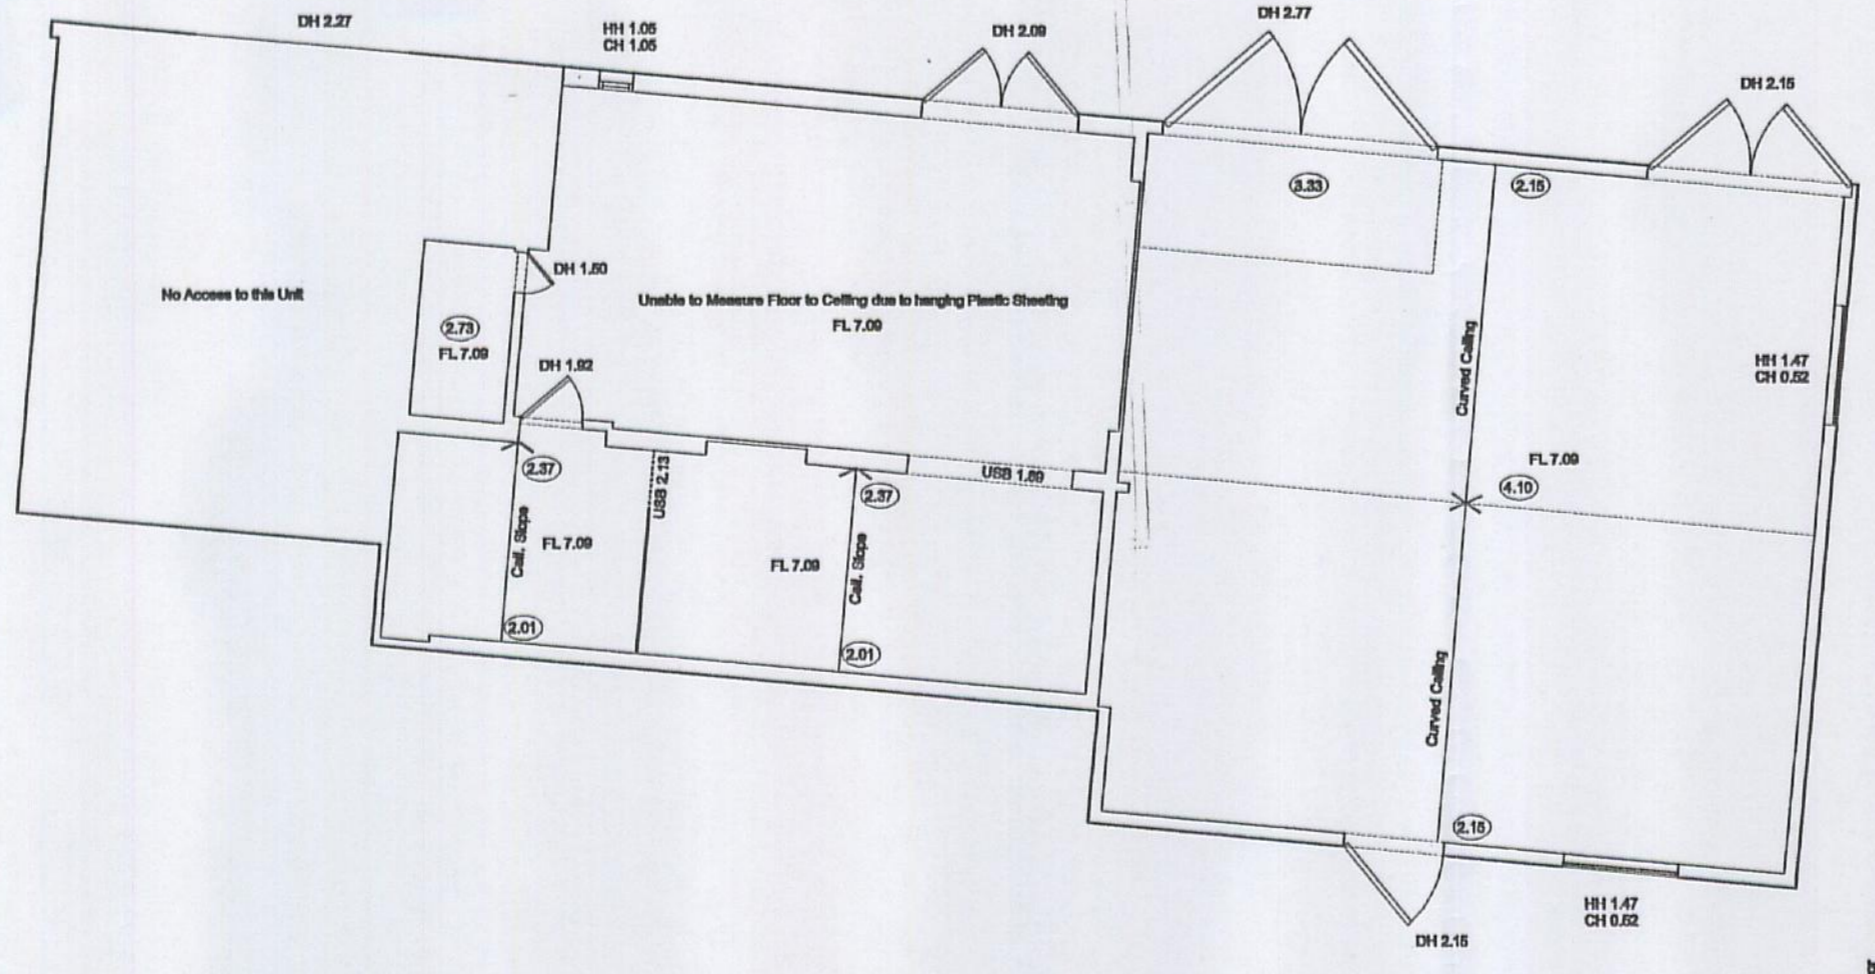 DH 2.27
HH 1.05
CH 1.05
DH 2.09
DH 2.77
DH 2.15
3.33
2.15
No Access to this Unit
DH 1.50
Unable to Measure Floor to Ceiling due to hanging Plastic Sheeting
FL 7.09
2.73
FL 7.09
DH 1.92
Curved Ceiling
HH 1.47
CH 0.52
2.37
USB 2.13
USB 1.89
2.37
FL 7.09
4.10
Ceil. Slope
FL 7.09
FL 7.09
Ceil. Slope
2.01
2.01
Curved Ceiling
2.15
HH 1.47
CH 0.52
DH 2.15